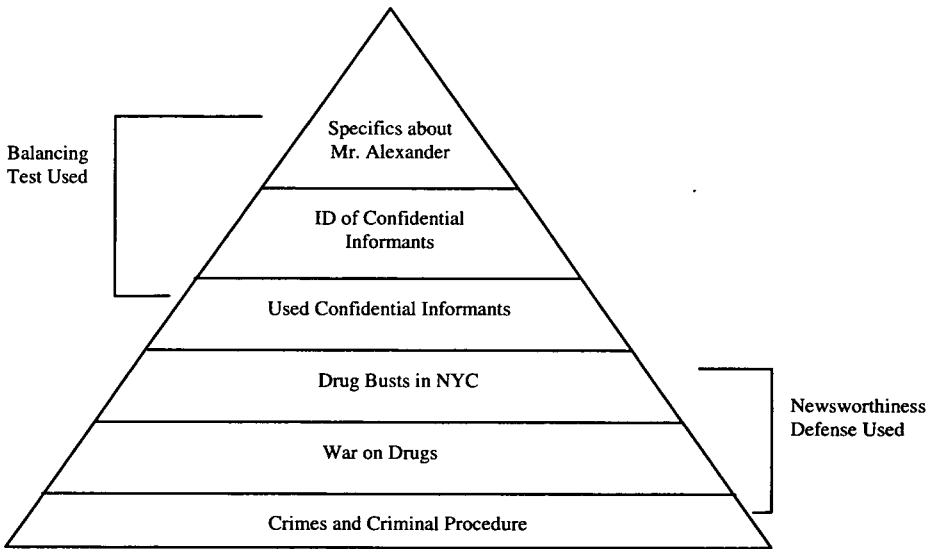 Specifics about
Mr. Alexander
Balancing
Test Used
ID of Confidential
Informants
Used Confidential Informants
Drug Busts in NYC
Newsworthiness
Defense Used
War on Drugs
Crimes and Criminal Procedure